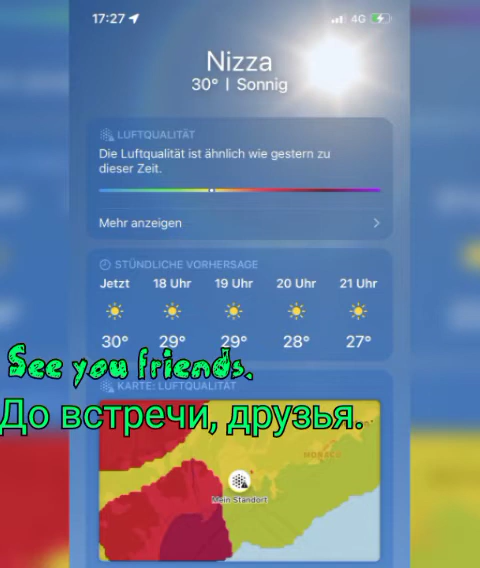 17:27
4G
Nizza
30° | Sonnig
LUFTQUALITÄT
Die Luftqualität ist ähnlich wie gestern zu
dieser Zeit.
Mehr anzeigen
STÜNDLICHE VORHERSAGE
Jetzt 18 Uhr 19 Uhr 20 Uhr 21 Uhr
30° 29° 29° 28° 27°
See you friends.
KARTE: LUFTQUALITÄT
До встречи, друзья.
MONACO
Mein Standort